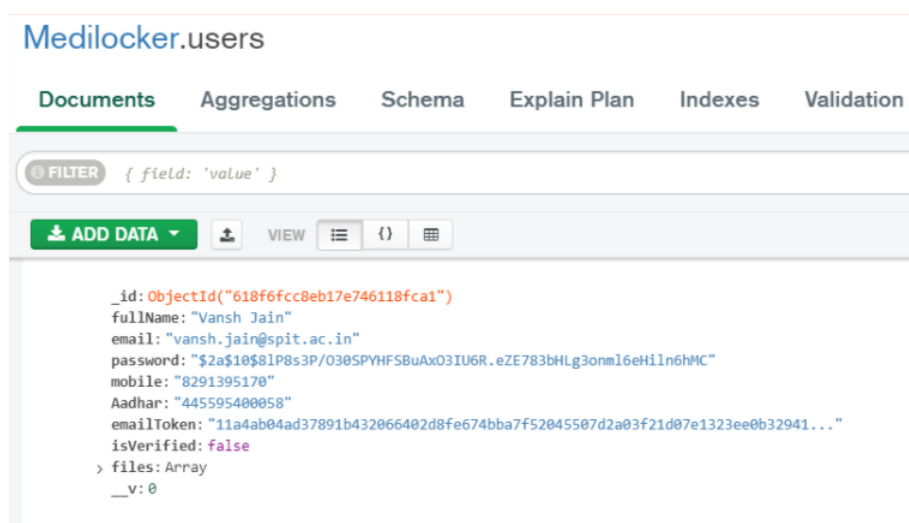 Medilocker.users
Documents Aggregations Schema Explain Plan Indexes Validation
FILTER { field: 'value' }
ADD DATA VIEW {}
_id: ObjectId("618f6fcc8eb17e746118fca1")
fullName: "Vansh Jain"
email: "vansh.jain@spit.ac.in"
password: "$2a$10$8lP8s3P/O30SPYHFSBuAxO3IU6R.eZE783bHLg3onml6eHiln6hMC"
mobile: "8291395170"
Aadhar: "445595400058"
emailToken: "11a4ab04ad37891b432066402d8fe674bba7f52045507d2a03f21d07e1323ee0b32941..."
isVerified: false
> files: Array
__v: 0